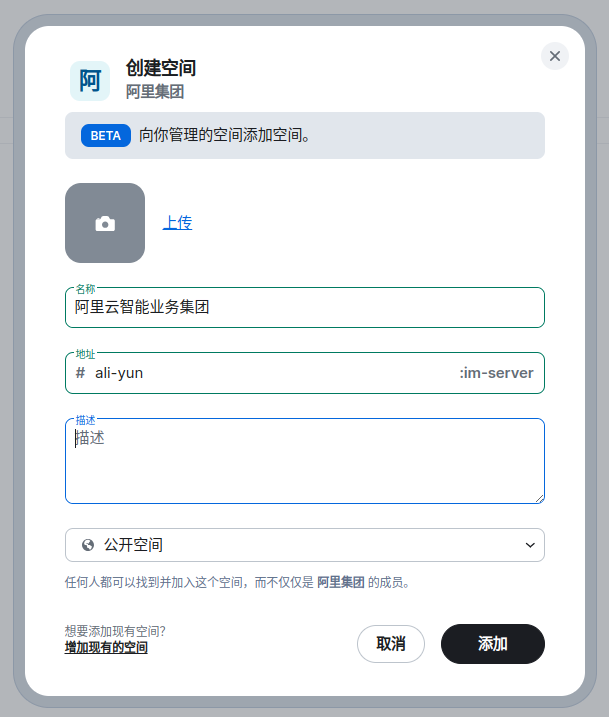 阿
创建空间
阿里集团
BETA 向你管理的空间添加空间。
上传
名称
阿里云智能业务集团
地址
# ali-yun :im-server
描述
描述
公开空间
任何人都可以找到并加入这个空间，而不仅仅是 阿里集团 的成员。
想要添加现有空间？
增加现有的空间
取消
添加